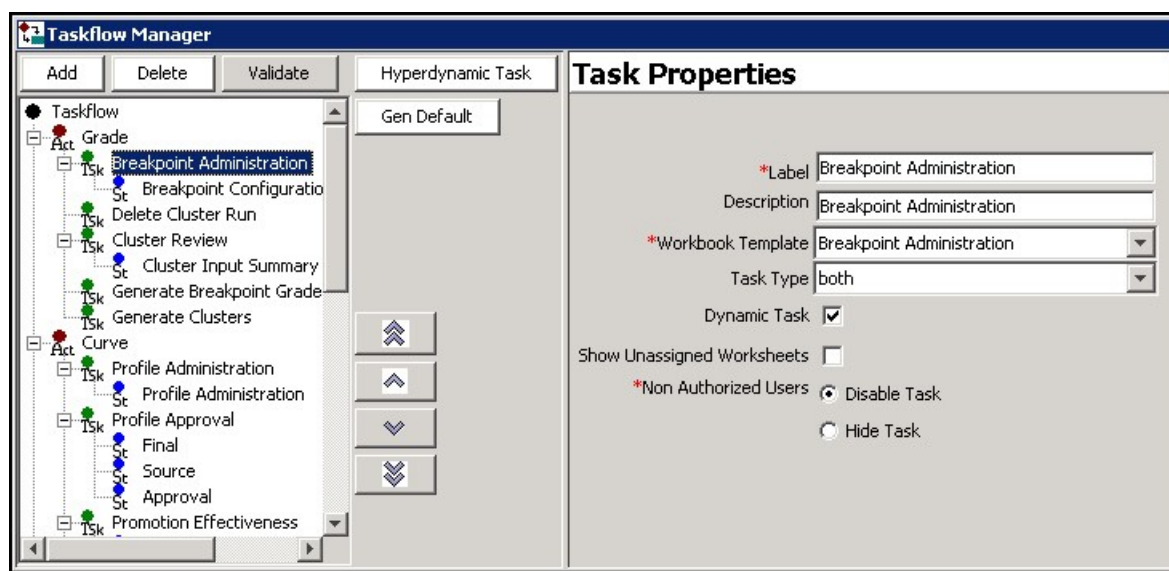 Taskflow Manager
Add Delete Validate Hyperdynamic Task
Gen Default
Taskflow
Act Grade
Tsk Breakpoint Administration
St Breakpoint Configuratio
Tsk Delete Cluster Run
Tsk Cluster Review
St Cluster Input Summary
Tsk Generate Breakpoint Grade
Tsk Generate Clusters
Act Curve
Tsk Profile Administration
St Profile Administration
Tsk Profile Approval
St Final
St Source
St Approval
Tsk Promotion Effectiveness
Task Properties
*Label Breakpoint Administration
Description Breakpoint Administration
*Workbook Template Breakpoint Administration
Task Type both
Dynamic Task
Show Unassigned Worksheets
*Non Authorized Users Disable Task
Hide Task